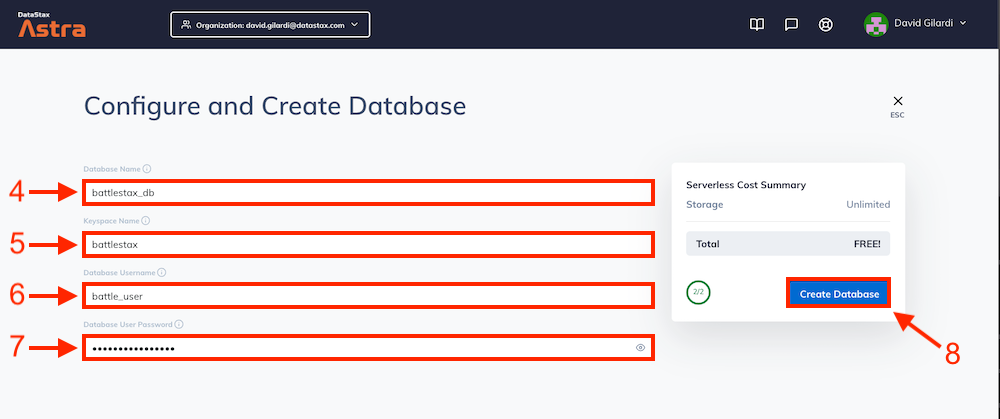 DataStax
Astra
Organization: david.gilardi@datastax.com
David Gilardi
Configure and Create Database
ESC
Database Name
4
battlestax_db
Serverless Cost Summary
Storage Unlimited
Keyspace Name
5
battlestax
Total FREE!
Database Username
6
battle_user
2/2
Create Database
Database User Password
7
••••••••••••••••
8